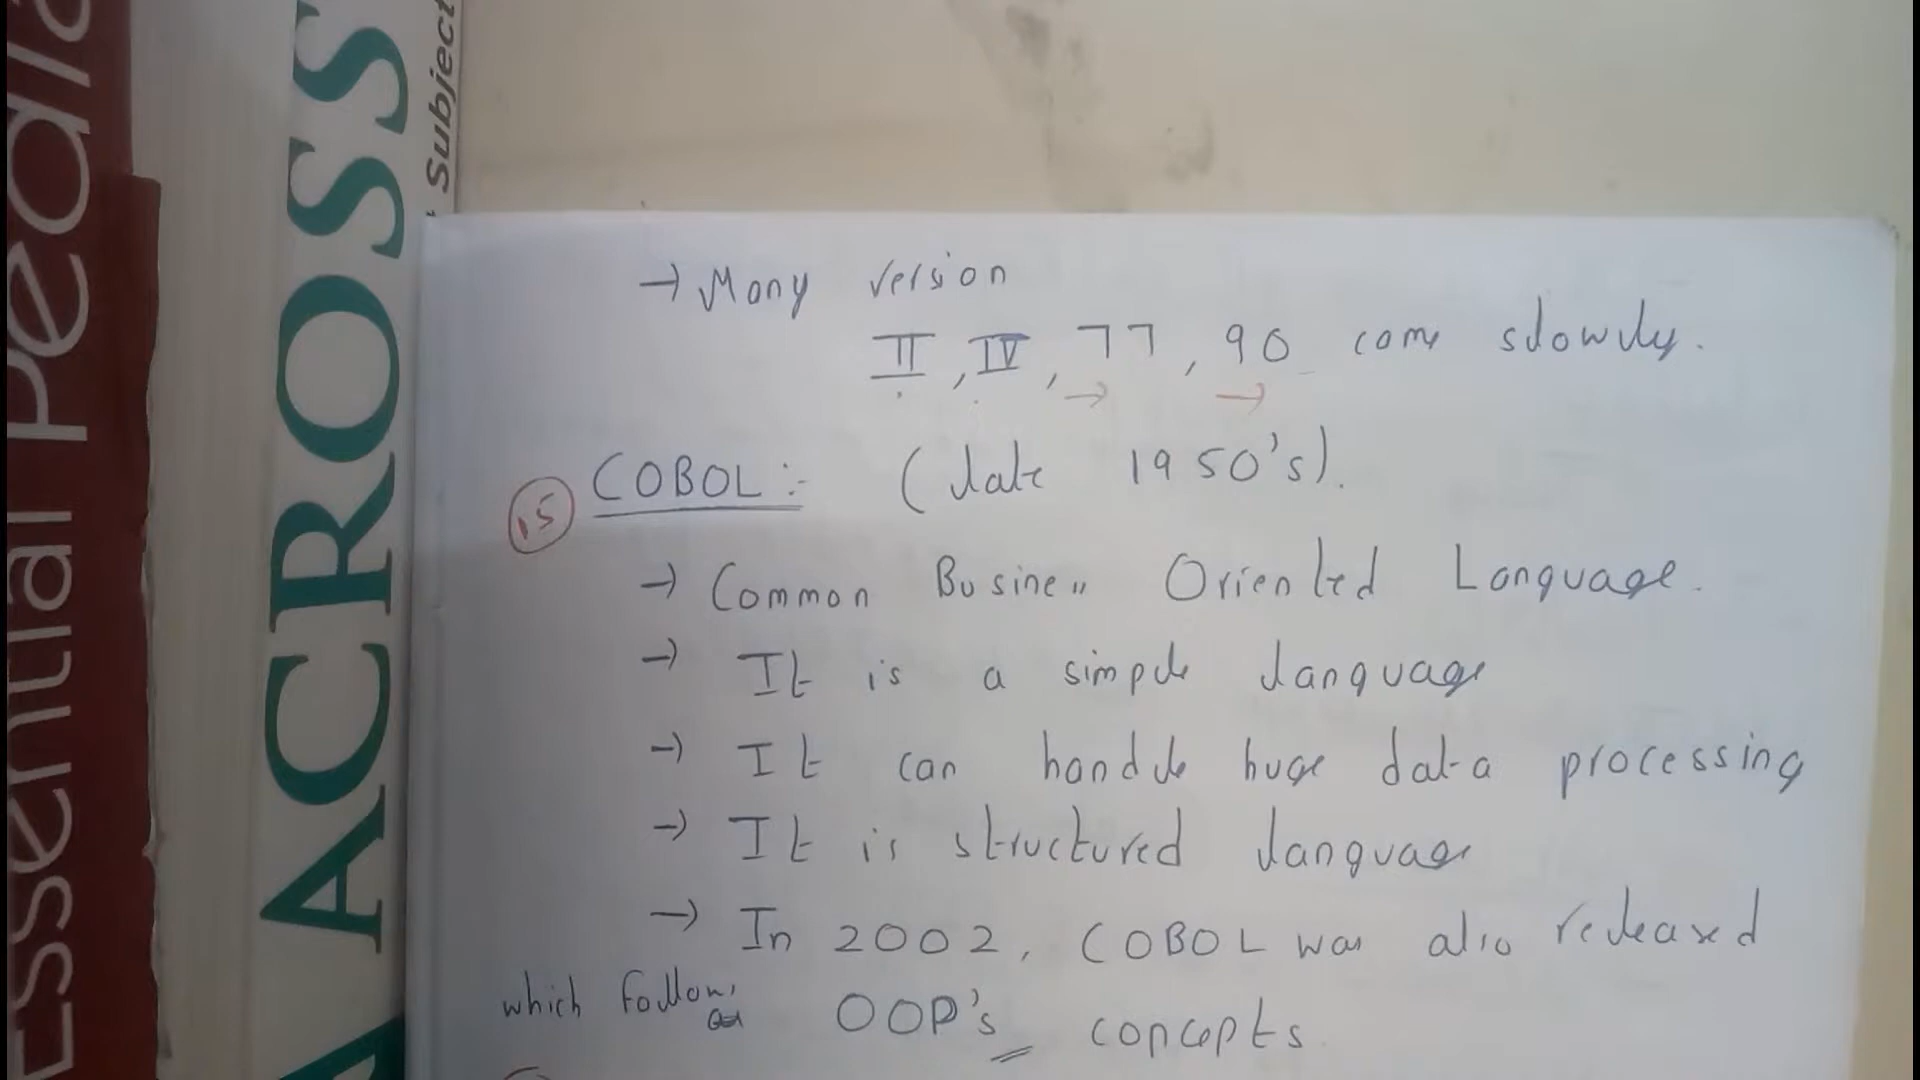 Essential Peda
A ACROSS
Subject
→ Many version
II, IV, 77, 90 come slowly.
15 COBOL:- (late 1950's).
→ Common Business Oriented Language.
→ It is a simple language
→ It can handle huge data processing
→ It is structured language
→ In 2002, COBOL was also released
which follows OOP's concepts.